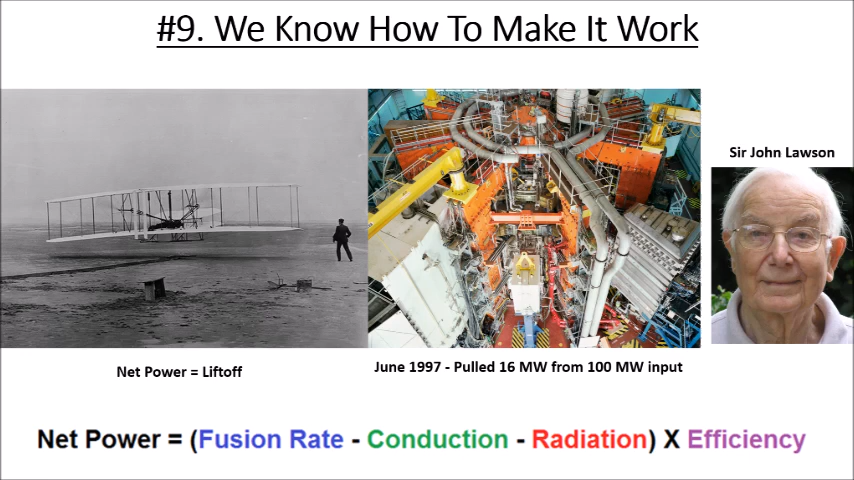 #9. We Know How To Make It Work
Sir John Lawson
Net Power = Liftoff
June 1997 - Pulled 16 MW from 100 MW input
Net Power = (Fusion Rate - Conduction - Radiation) X Efficiency